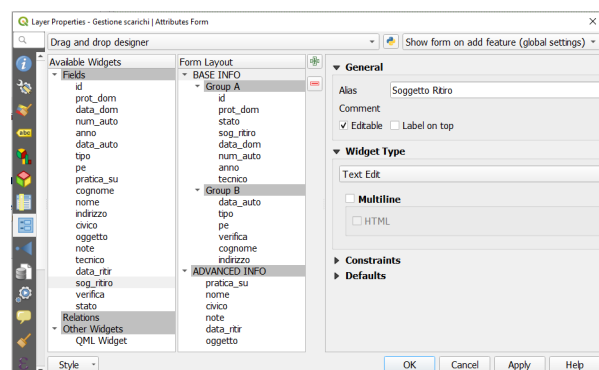 Layer Properties - Gestione scarichi | Attributes Form
Drag and drop designer
Show form on add feature (global settings)
Available Widgets
Fields
id
prot_dom
data_dom
num_auto
anno
data_auto
tipo
pe
pratica_su
cognome
nome
indirizzo
civico
oggetto
note
tecnico
data_ritir
sog_ritiro
verifica
stato
Relations
Other Widgets
QML Widget
Form Layout
BASE INFO
Group A
id
prot_dom
stato
sog_ritiro
data_dom
num_auto
anno
tecnico
Group B
data_auto
tipo
pe
verifica
cognome
indirizzo
ADVANCED INFO
pratica_su
nome
civico
note
data_ritir
oggetto
General
Alias Soggetto Ritiro
Comment
Editable Label on top
Widget Type
Text Edit
Multiline
HTML
Constraints
Defaults
abc
Style
OK Cancel Apply Help